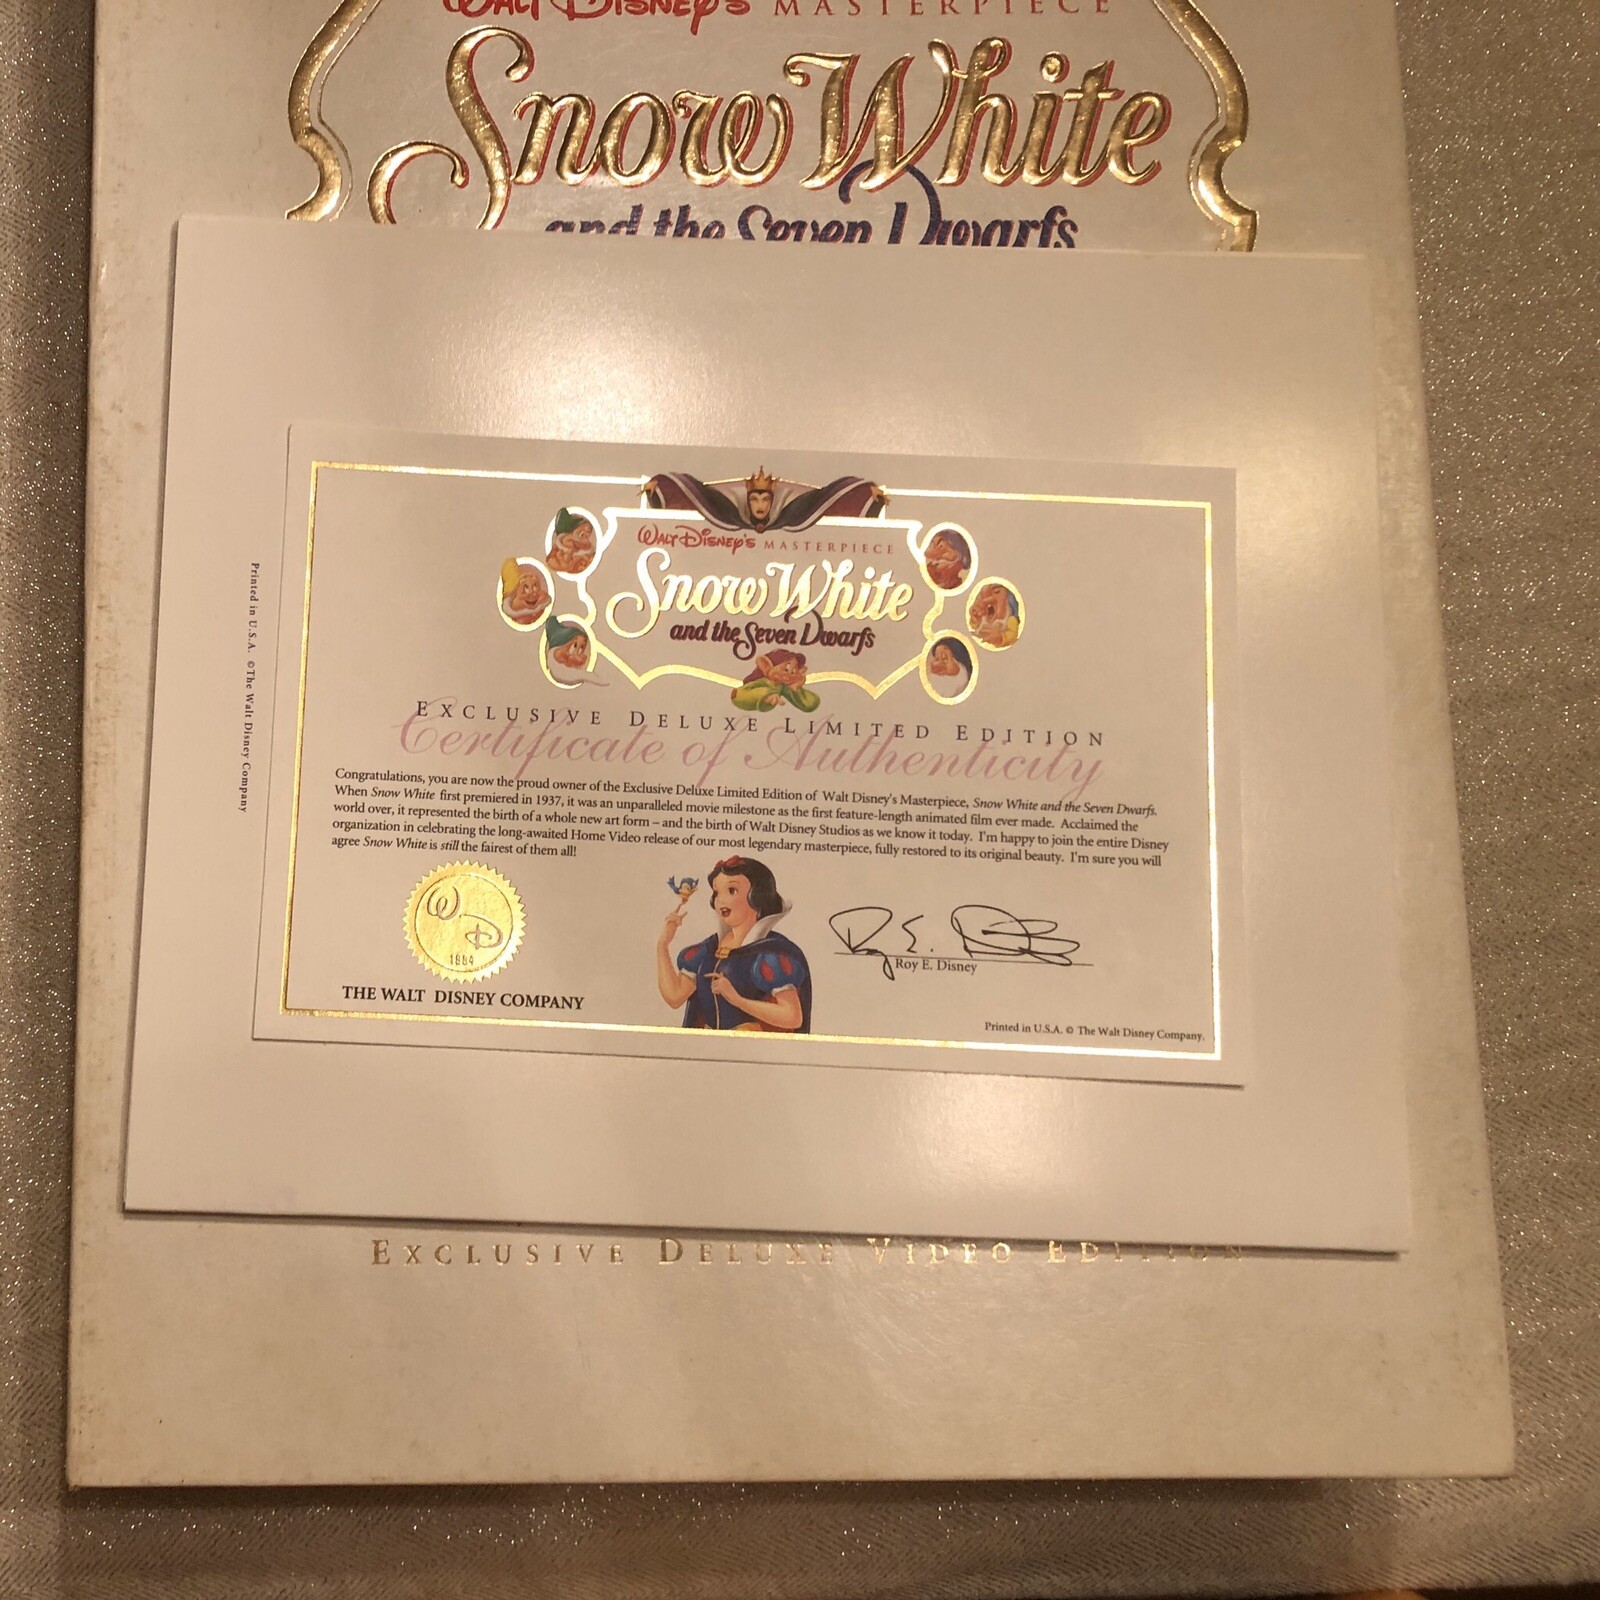 WALT DISNEY'S MASTERPIECE
Snow White
and the Seven Dwarfs
Printed in U.S.A. ©The Walt Disney Company
WALT DISNEY'S MASTERPIECE
Snow White
and the Seven Dwarfs
EXCLUSIVE DELUXE LIMITED EDITION
Certificate of Authenticity
Congratulations, you are now the proud owner of the Exclusive Deluxe Limited Edition of Walt Disney's Masterpiece, Snow White and the Seven Dwarfs.
When Snow White first premiered in 1937, it was an unparalleled movie milestone as the first feature-length animated film ever made. Acclaimed the
world over, it represented the birth of a whole new art form – and the birth of Walt Disney Studios as we know it today. I'm happy to join the entire Disney
organization in celebrating the long-awaited Home Video release of our most legendary masterpiece, fully restored to its original beauty. I'm sure you will
agree Snow White is still the fairest of them all!
WD
1994
Roy E. Disney
Roy E. Disney
THE WALT DISNEY COMPANY
Printed in U.S.A. © The Walt Disney Company.
EXCLUSIVE DELUXE VIDEO EDITION